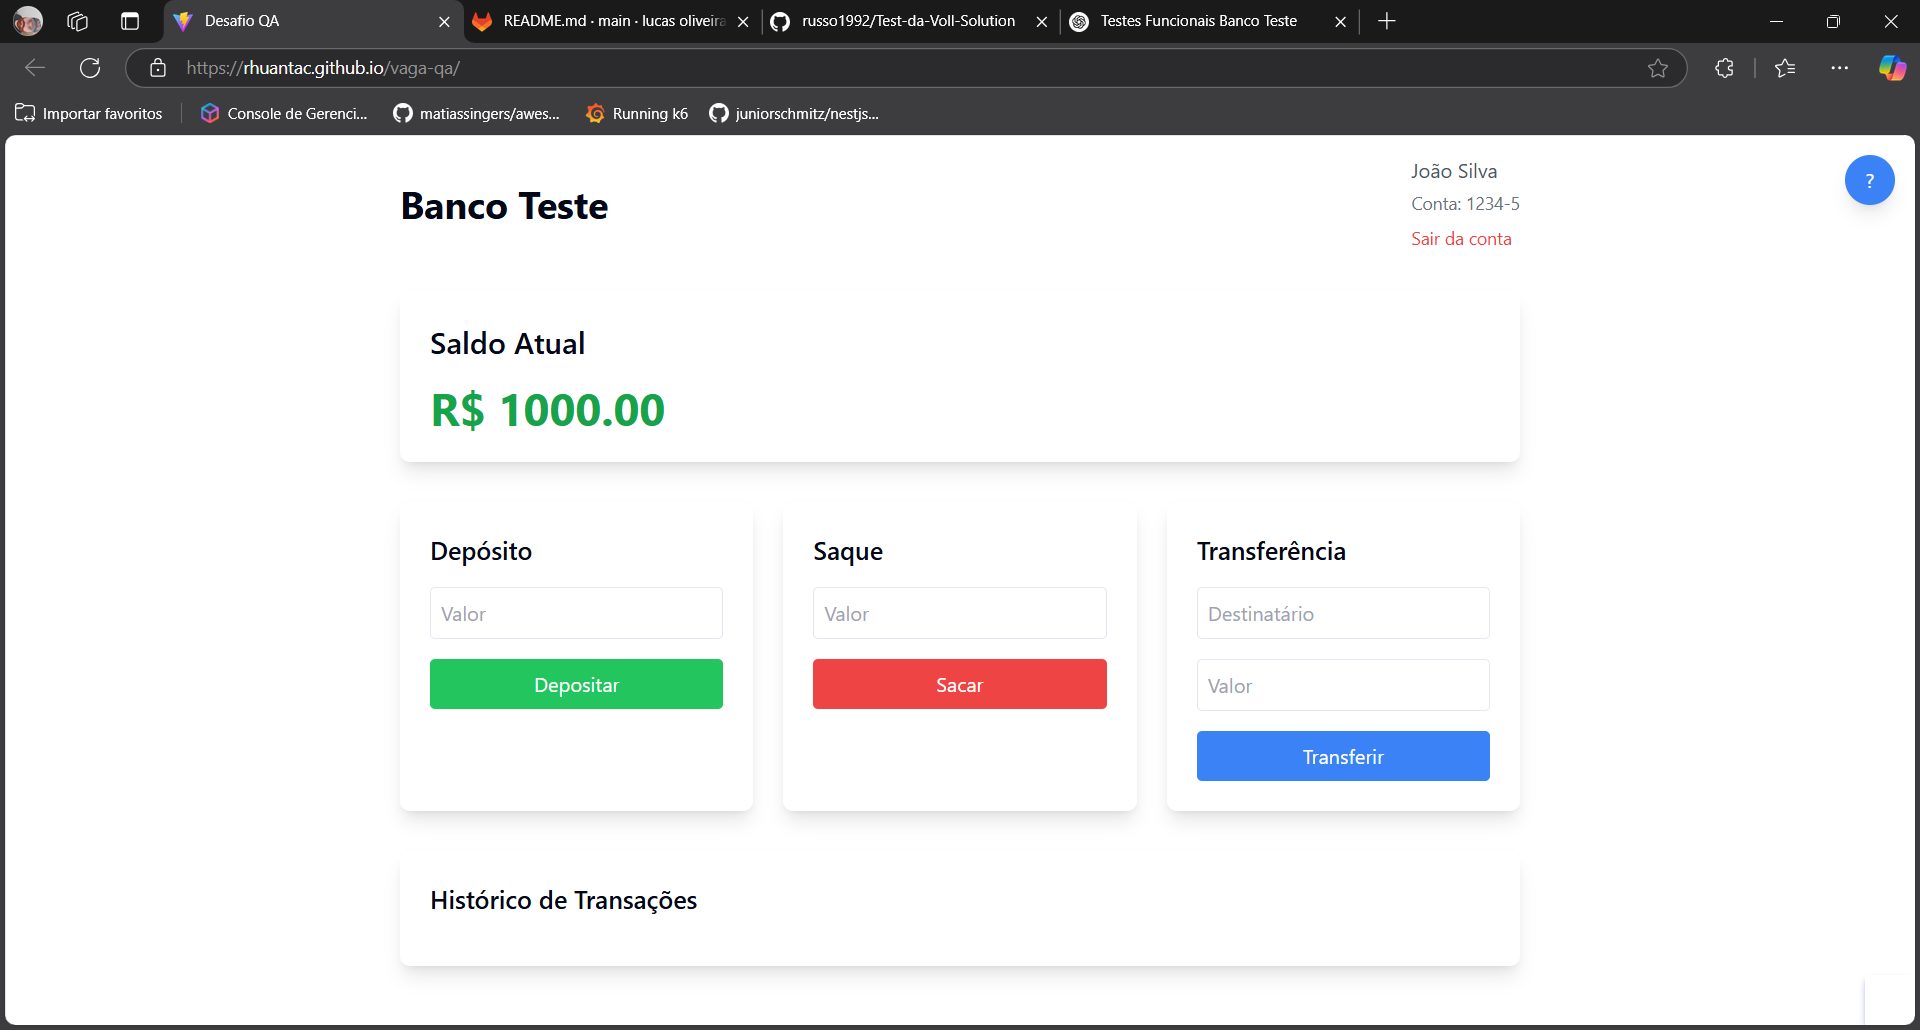 Desafio QA
README.md · main · lucas oliveira
russo1992/Test-da-Voll-Solution
Testes Funcionais Banco Teste
https://rhuantac.github.io/vaga-qa/
Importar favoritos
Console de Gerenci...
matiassingers/awes...
Running k6
juniorschmitz/nestjs...
Banco Teste
João Silva
Conta: 1234-5
Sair da conta
?
Saldo Atual
R$ 1000.00
Depósito
Valor
Depositar
Saque
Valor
Sacar
Transferência
Destinatário
Valor
Transferir
Histórico de Transações